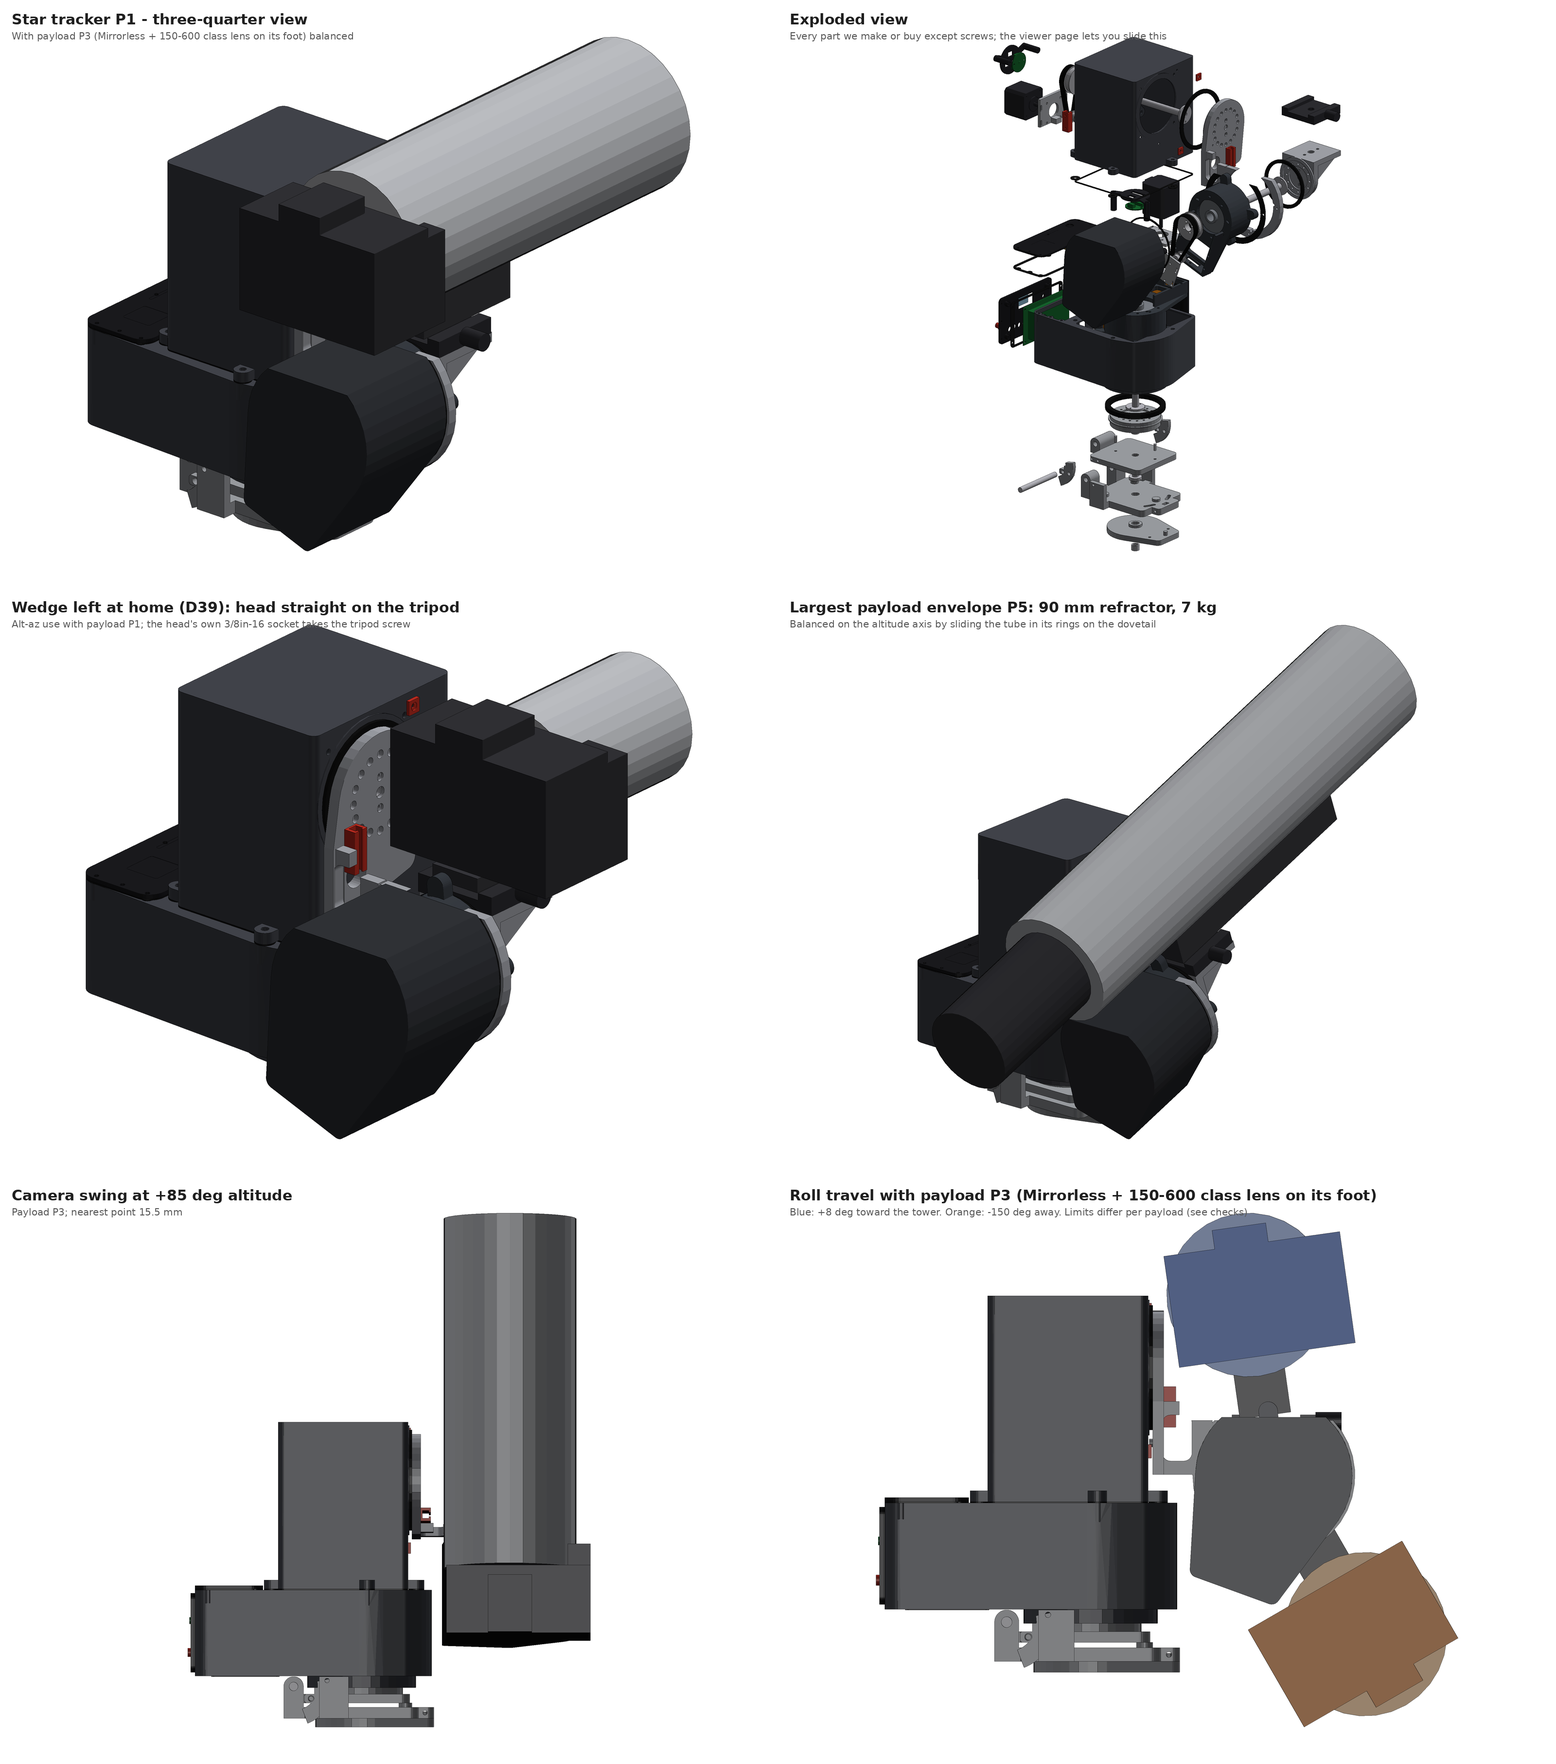 Star tracker P1 - three-quarter view
With payload P3 (Mirrorless + 150-600 class lens on its foot) balanced
Exploded view
Every part we make or buy except screws; the viewer page lets you slide this
Wedge left at home (D39): head straight on the tripod
Alt-az use with payload P1; the head's own 3/8in-16 socket takes the tripod screw
Largest payload envelope P5: 90 mm refractor, 7 kg
Balanced on the altitude axis by sliding the tube in its rings on the dovetail
Camera swing at +85 deg altitude
Payload P3; nearest point 15.5 mm
Roll travel with payload P3 (Mirrorless + 150-600 class lens on its foot)
Blue: +8 deg toward the tower. Orange: -150 deg away. Limits differ per payload (see checks)